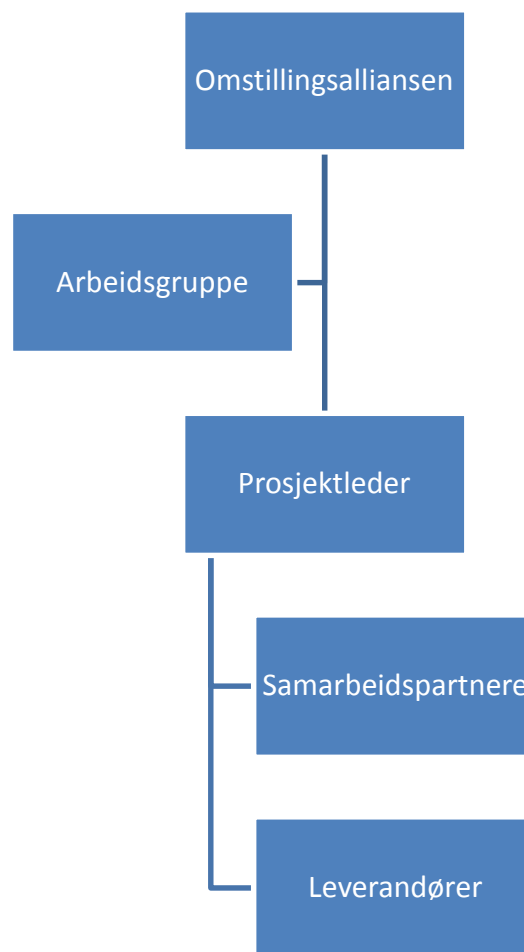 Omstillingsalliansen
Arbeidsgruppe
Prosjektleder
Samarbeidspartnere
Leverandører